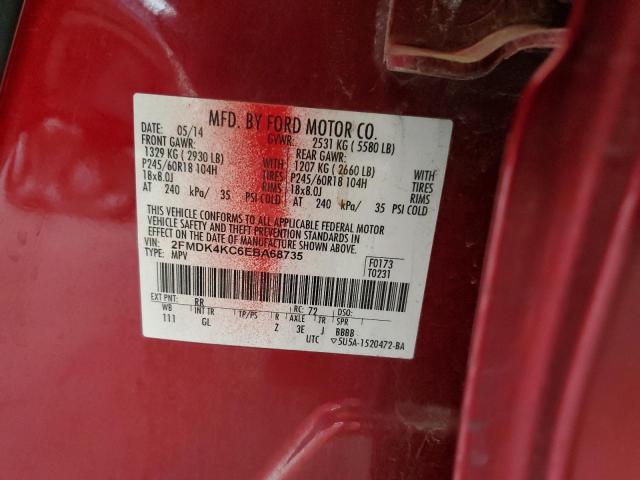 MFD. BY FORD MOTOR CO.
DATE: 05/14 GVWR: 2531 KG ( 5580 LB)
FRONT GAWR: REAR GAWR:
1329 KG ( 2930 LB) 1207 KG ( 2660 LB)
P245/60R18 104H WITH TIRES P245/60R18 104H WITH TIRES
18x8.0J RIMS 18x8.0J RIMS
AT 240 kPa/ 35 PSI COLD AT 240 kPa/ 35 PSI COLD
THIS VEHICLE CONFORMS TO ALL APPLICABLE FEDERAL MOTOR
VEHICLE SAFETY AND THEFT PREVENTION STANDARDS IN
EFFECT ON THE DATE OF MANUFACTURE SHOWN ABOVE.
VIN: 2FMDK4KC6EBA68735 F0173
TYPE: MPV T0231
EXT PNT: RR RC: 72 DSO:
WB INT TR TP/PS R AXLE TR SPR
111 GL Z 3E J BBBB
UTC ▽5U5A-1520472-BA